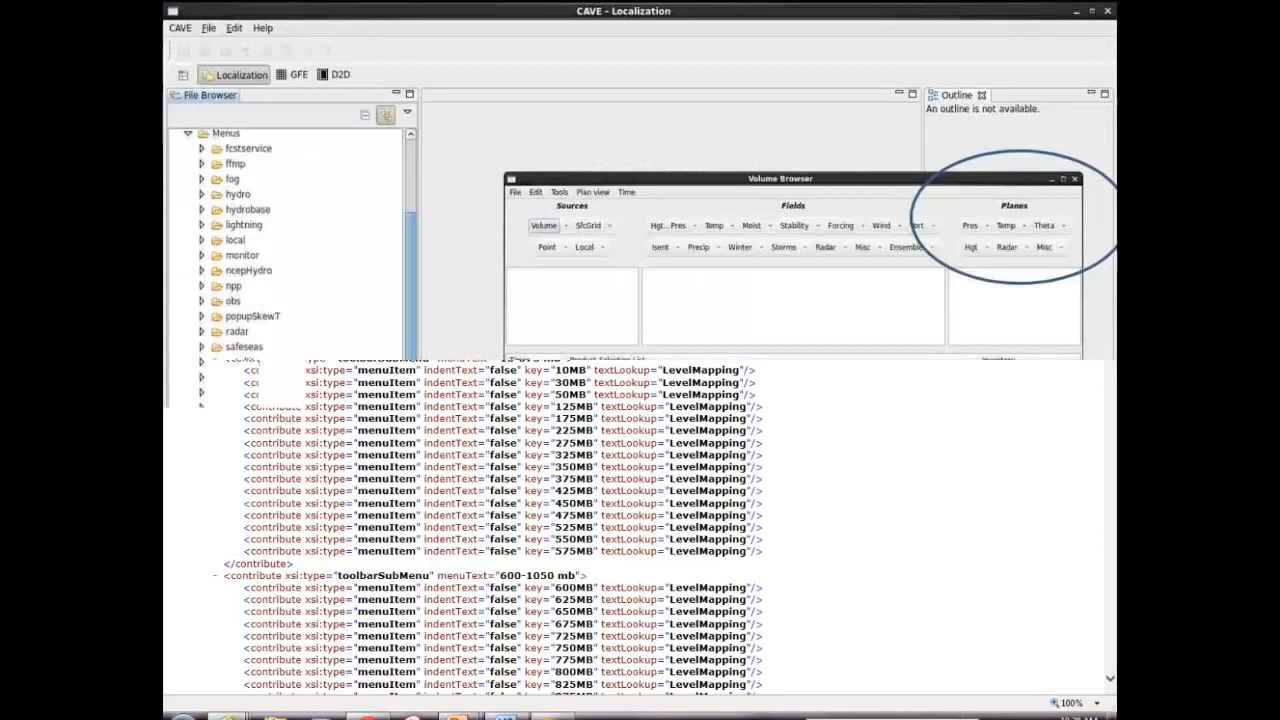 CAVE - Localization
CAVE File Edit Help
Localization GFE D2D
File Browser
Outline
An outline is not available.
Menus
fcstservice
ffmp
fog
hydro
hydrobase
lightning
local
monitor
ncepHydro
npp
obs
popupSkewT
radar
safeseas
Volume Browser
File Edit Tools Plan view Time
Sources Fields Planes
Volume SfcGrid Hgt...Pres Temp Moist Stability Forcing Wind Pres Temp Theta
Point Local Isent Precip Winter Storms Radar Misc Ensemble Hgt Radar Misc
Product Selection List Inventory
<c xsi:type="menuItem" indentText="false" key="10MB" textLookup="LevelMapping"/>
<c xsi:type="menuItem" indentText="false" key="30MB" textLookup="LevelMapping"/>
<c xsi:type="menuItem" indentText="false" key="50MB" textLookup="LevelMapping"/>
<contribute xsi:type="menuItem" indentText="false" key="125MB" textLookup="LevelMapping"/>
<contribute xsi:type="menuItem" indentText="false" key="175MB" textLookup="LevelMapping"/>
<contribute xsi:type="menuItem" indentText="false" key="225MB" textLookup="LevelMapping"/>
<contribute xsi:type="menuItem" indentText="false" key="275MB" textLookup="LevelMapping"/>
<contribute xsi:type="menuItem" indentText="false" key="325MB" textLookup="LevelMapping"/>
<contribute xsi:type="menuItem" indentText="false" key="350MB" textLookup="LevelMapping"/>
<contribute xsi:type="menuItem" indentText="false" key="375MB" textLookup="LevelMapping"/>
<contribute xsi:type="menuItem" indentText="false" key="425MB" textLookup="LevelMapping"/>
<contribute xsi:type="menuItem" indentText="false" key="450MB" textLookup="LevelMapping"/>
<contribute xsi:type="menuItem" indentText="false" key="475MB" textLookup="LevelMapping"/>
<contribute xsi:type="menuItem" indentText="false" key="525MB" textLookup="LevelMapping"/>
<contribute xsi:type="menuItem" indentText="false" key="550MB" textLookup="LevelMapping"/>
<contribute xsi:type="menuItem" indentText="false" key="575MB" textLookup="LevelMapping"/>
</contribute>
- <contribute xsi:type="toolbarSubMenu" menuText="600-1050 mb">
<contribute xsi:type="menuItem" indentText="false" key="600MB" textLookup="LevelMapping"/>
<contribute xsi:type="menuItem" indentText="false" key="625MB" textLookup="LevelMapping"/>
<contribute xsi:type="menuItem" indentText="false" key="650MB" textLookup="LevelMapping"/>
<contribute xsi:type="menuItem" indentText="false" key="675MB" textLookup="LevelMapping"/>
<contribute xsi:type="menuItem" indentText="false" key="725MB" textLookup="LevelMapping"/>
<contribute xsi:type="menuItem" indentText="false" key="750MB" textLookup="LevelMapping"/>
<contribute xsi:type="menuItem" indentText="false" key="775MB" textLookup="LevelMapping"/>
<contribute xsi:type="menuItem" indentText="false" key="800MB" textLookup="LevelMapping"/>
<contribute xsi:type="menuItem" indentText="false" key="825MB" textLookup="LevelMapping"/>
100%